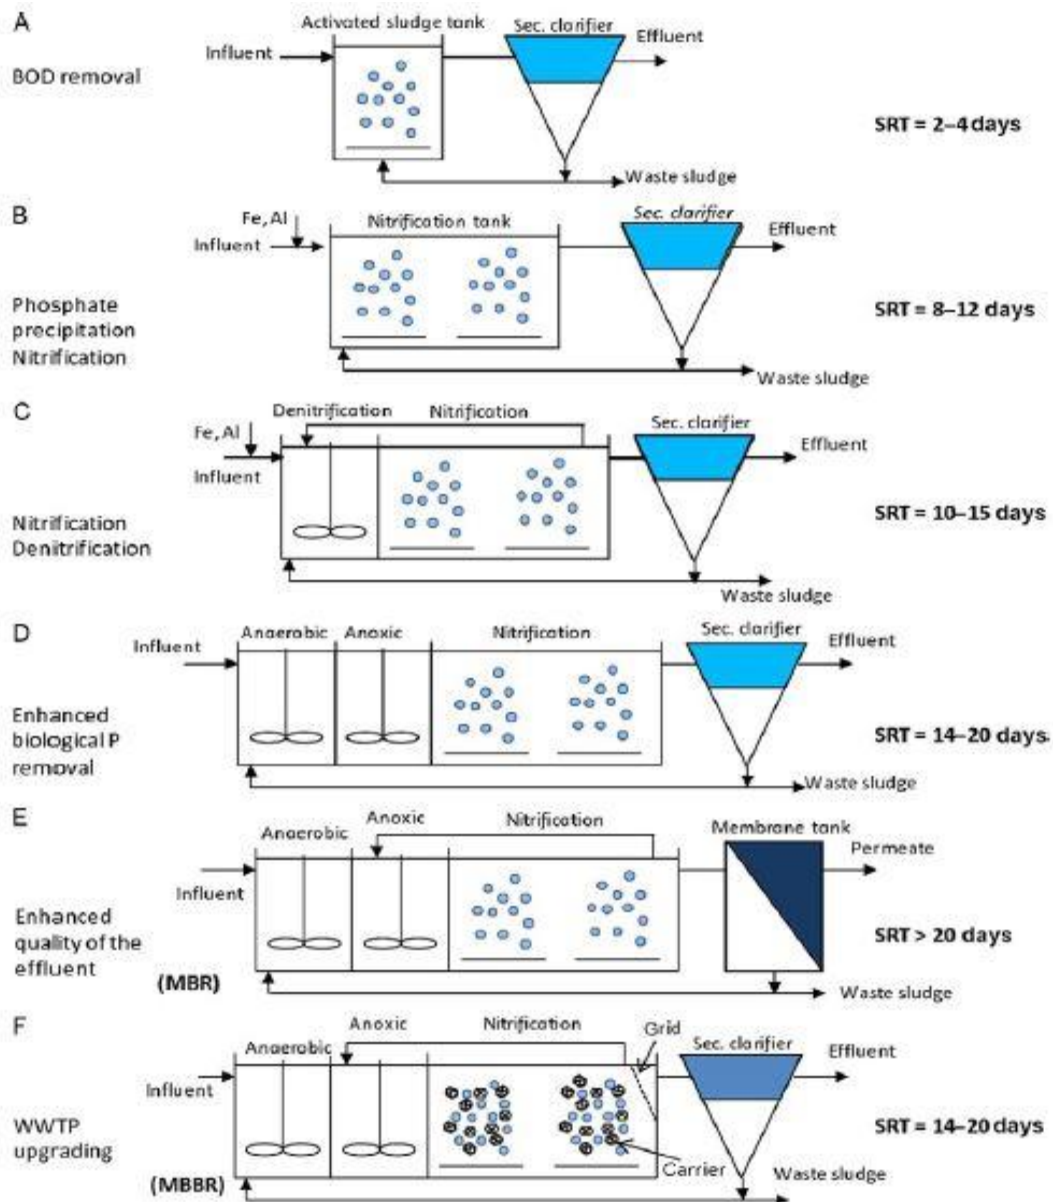 A
Activated sludge tank
Sec. clarifier
Influent
Effluent
BOD removal
SRT = 2–4 days
Waste sludge
B
Fe, Al
Nitrification tank
Sec. clarifier
Influent
Effluent
Phosphate
precipitation
Nitrification
SRT = 8–12 days
Waste sludge
C
Denitrification
Nitrification
Sec. clarifier
Fe, Al
Influent
Effluent
Nitrification
Denitrification
SRT = 10–15 days
Waste sludge
D
Influent
Anaerobic
Anoxic
Nitrification
Sec. clarifier
Effluent
Enhanced
biological P
removal
SRT = 14–20 days.
Waste sludge
E
Anaerobic
Anoxic
Nitrification
Membrane tank
Permeate
Influent
Enhanced
quality of the
effluent
(MBR)
SRT > 20 days
Waste sludge
F
Anaerobic
Anoxic
Nitrification
Grid
Sec. clarifier
Effluent
Influent
WWTP
upgrading
(MBBR)
SRT = 14–20 days
Carrier
Waste sludge